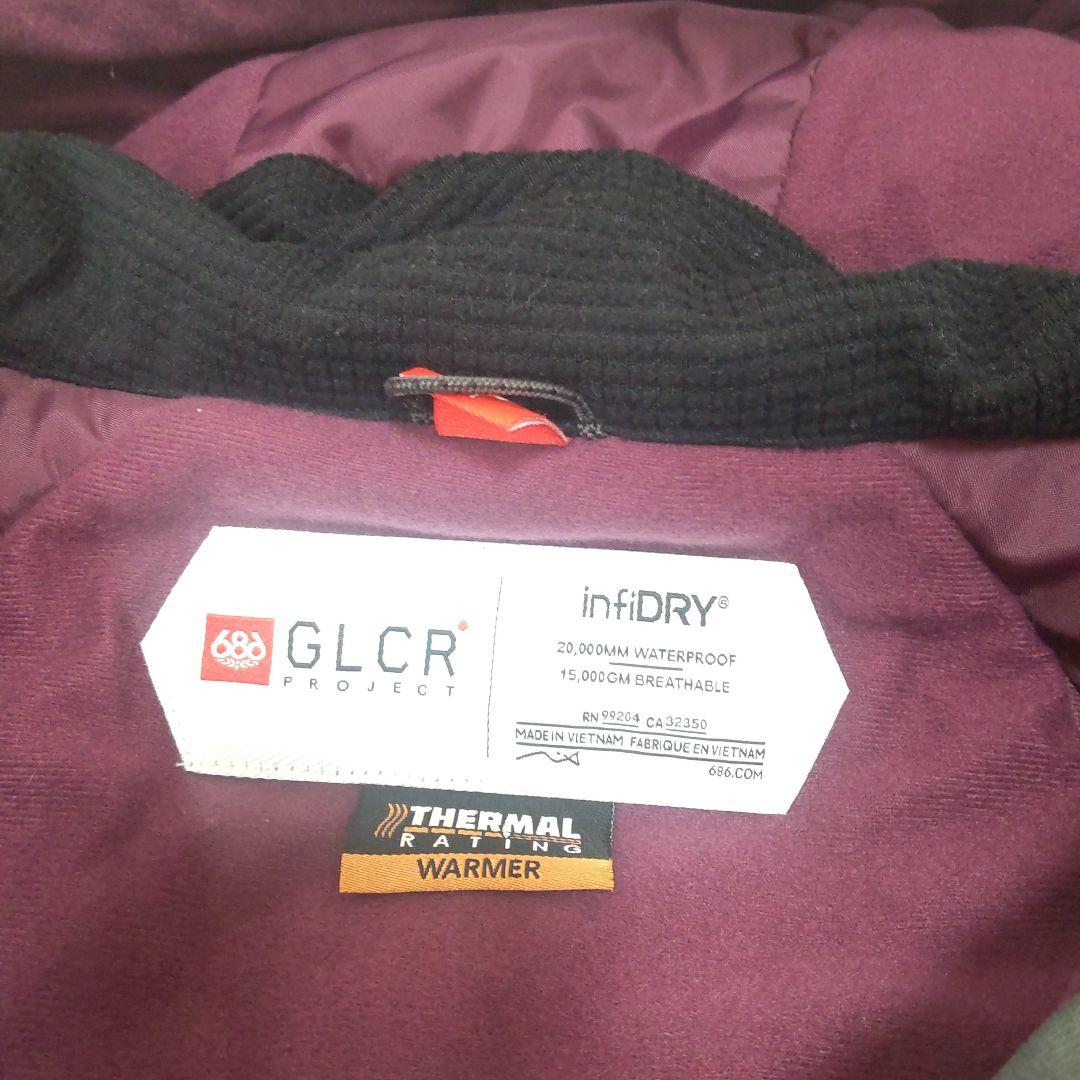 686 GLCR
PROJECT
infiDRY®
20,000MM WATERPROOF
15,000GM BREATHABLE
RN 99204 CA 32350
MADE IN VIETNAM FABRIQUE EN VIETNAM
686.COM
THERMAL
RATING
WARMER